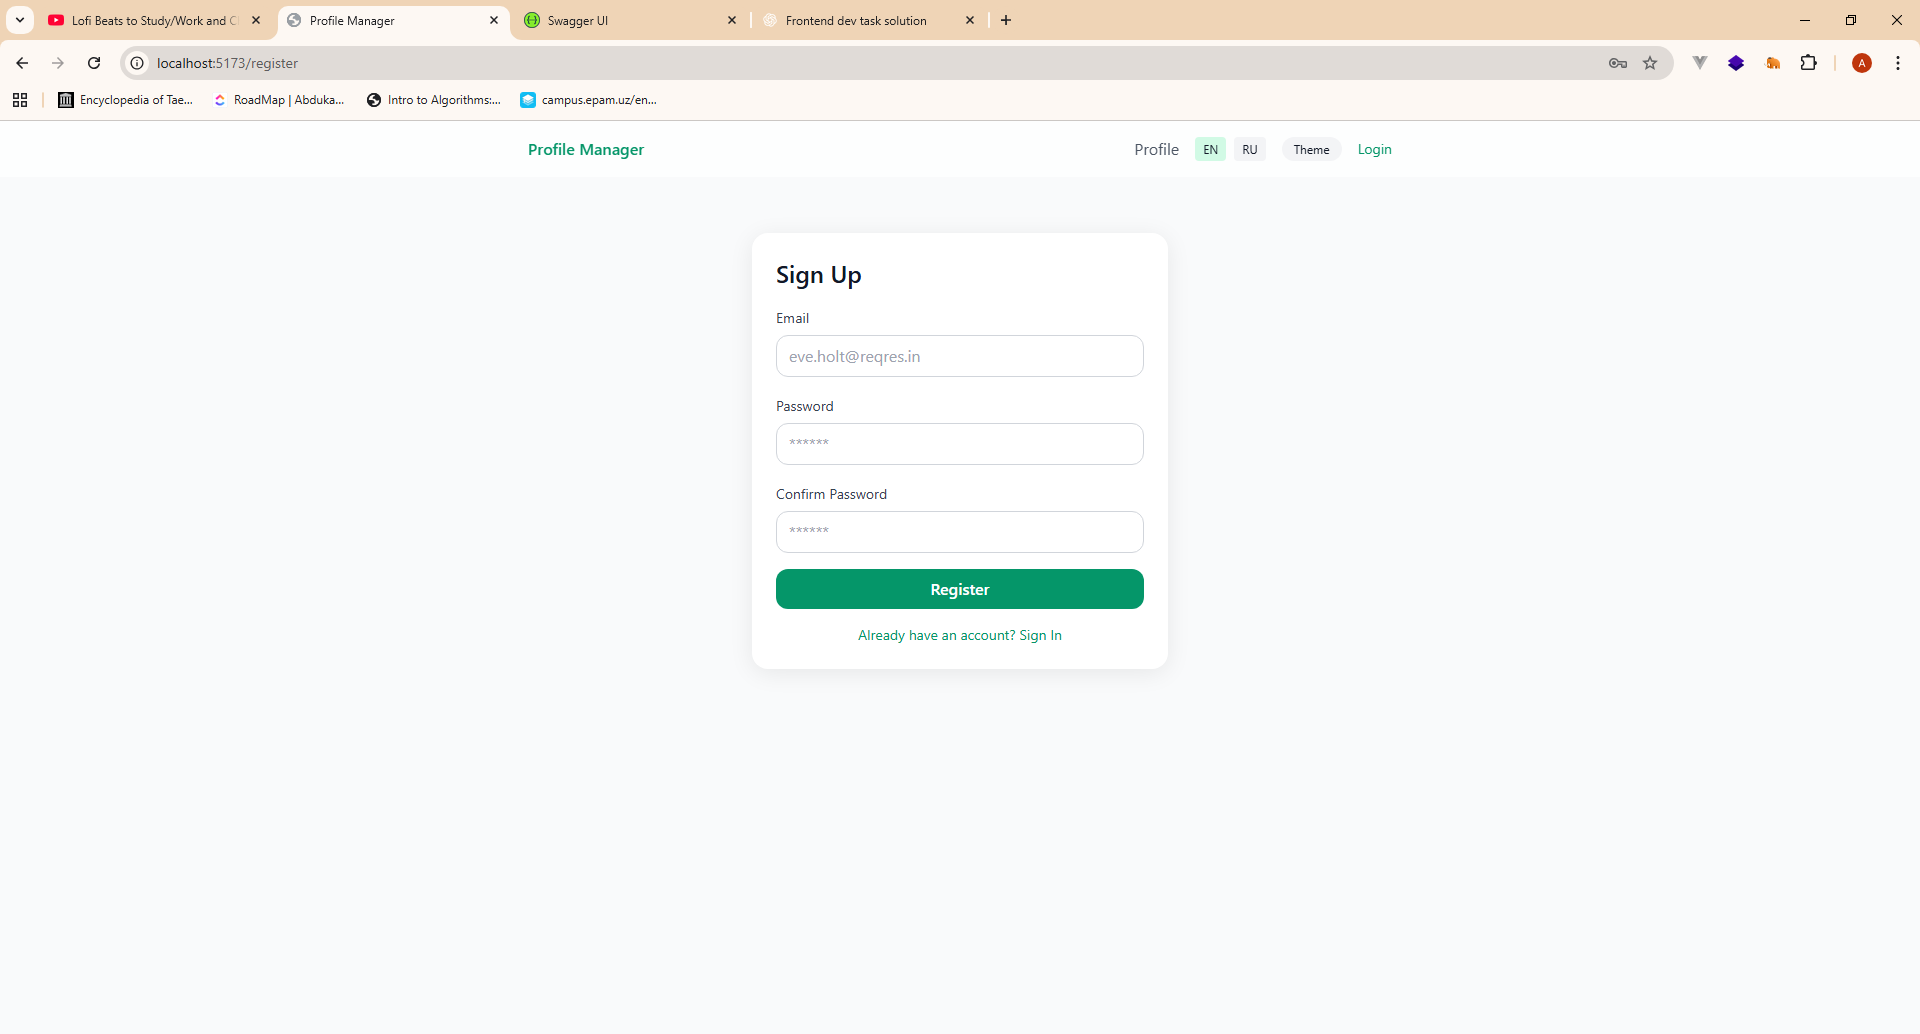 Lofi Beats to Study/Work and C
Profile Manager
Swagger UI
Frontend dev task solution
localhost:5173/register
A
Encyclopedia of Tae...
RoadMap | Abduka...
Intro to Algorithms:...
campus.epam.uz/en...
Profile Manager
Profile
EN
RU
Theme
Login
Sign Up
Email
eve.holt@reqres.in
Password
******
Confirm Password
******
Register
Already have an account? Sign In